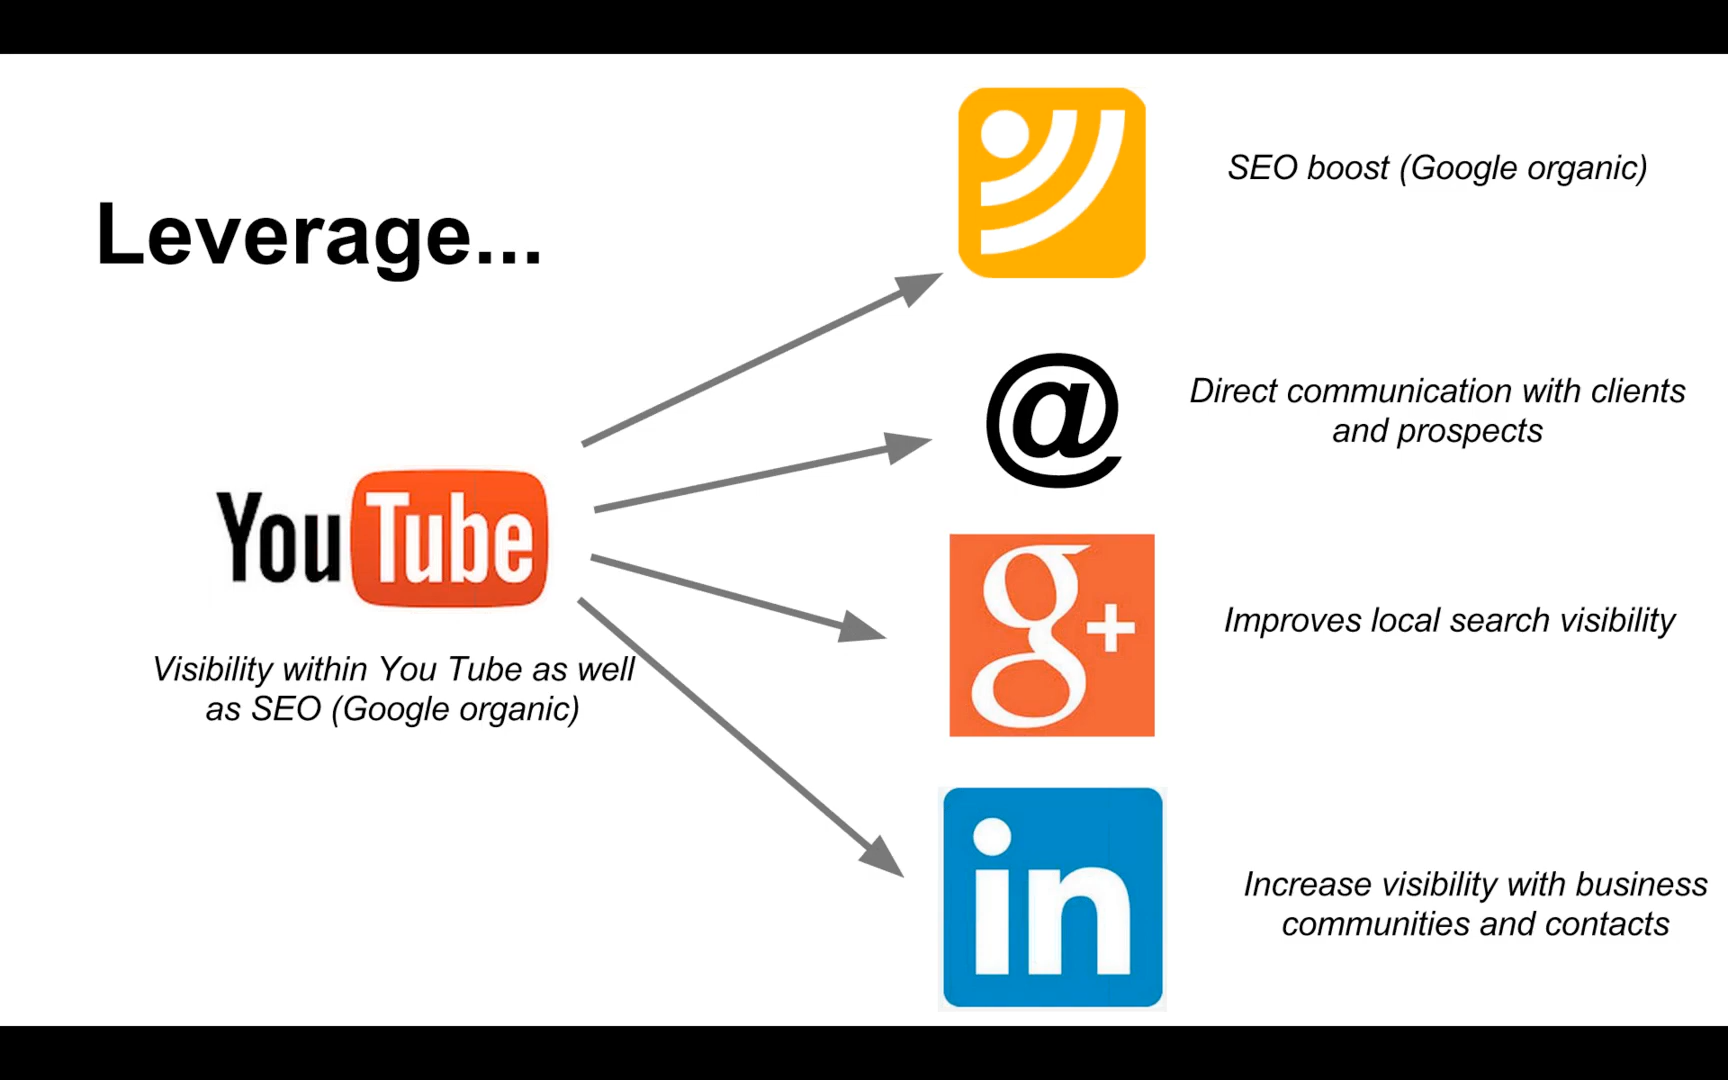 Leverage...
YouTube
Visibility within You Tube as well
as SEO (Google organic)
SEO boost (Google organic)
@
Direct communication with clients
and prospects
g+
Improves local search visibility
in
Increase visibility with business
communities and contacts